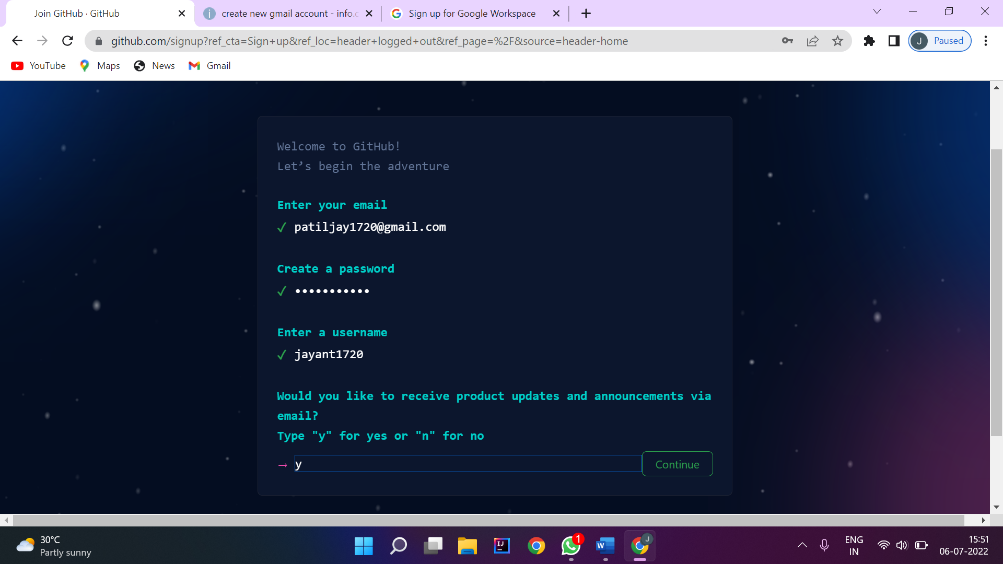 Join GitHub · GitHub
create new gmail account - info.c
Sign up for Google Workspace
github.com/signup?ref_cta=Sign+up&ref_loc=header+logged+out&ref_page=%2F&source=header-home
J Paused
YouTube
Maps
News
Gmail
Welcome to GitHub!
Let’s begin the adventure
Enter your email
✓ patiljay1720@gmail.com
Create a password
✓ •••••••••••
Enter a username
✓ jayant1720
Would you like to receive product updates and announcements via
email?
Type "y" for yes or "n" for no
→ y
Continue
30°C
Partly sunny
1
J
ENG
IN
15:51
06-07-2022